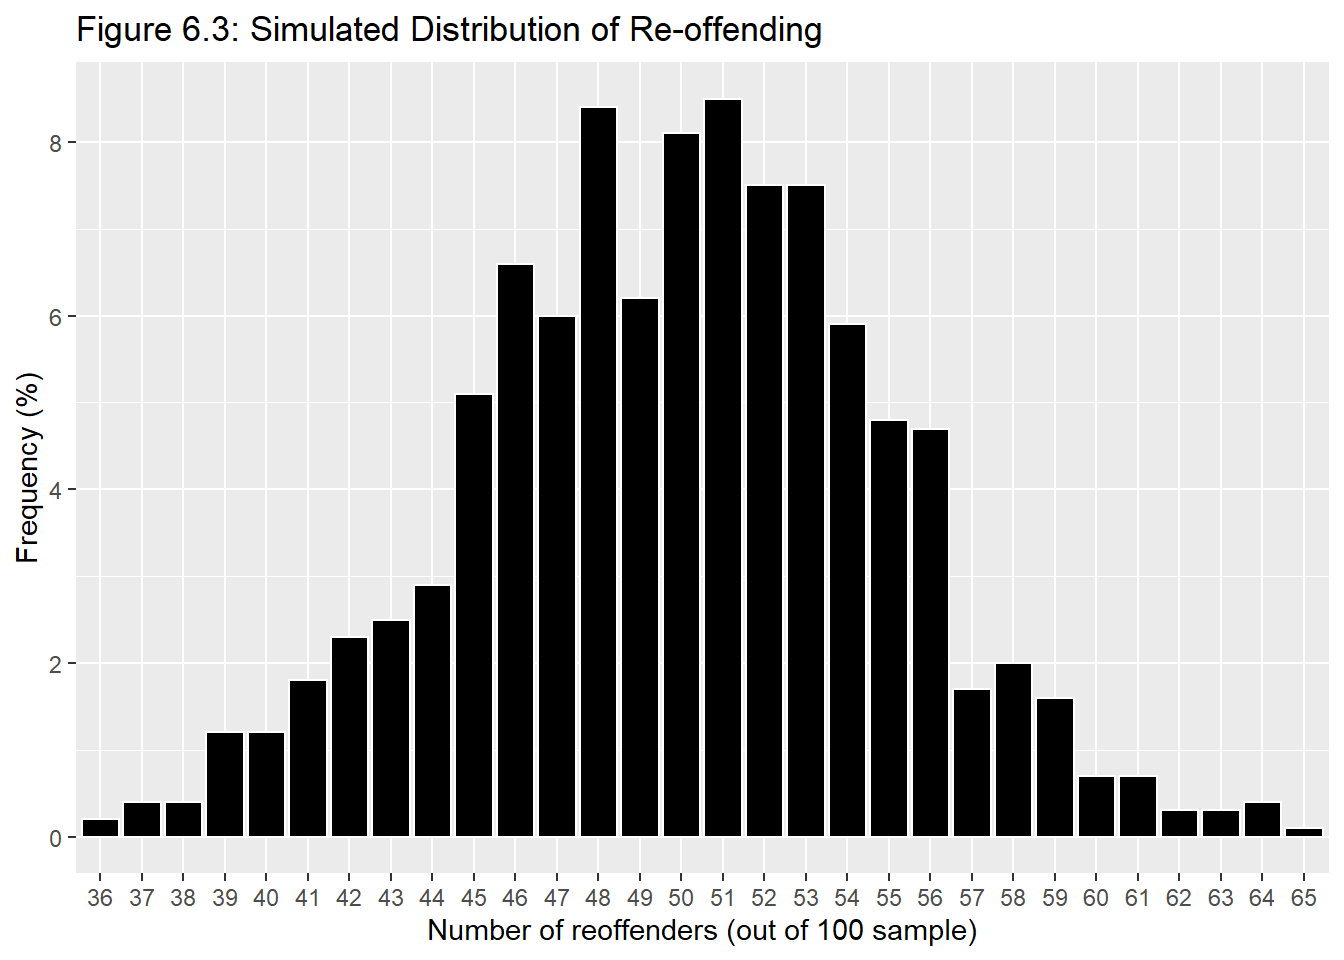 Figure 6.3: Simulated Distribution of Re-offending
Frequency (%)
8
6
4
2
0
36 37 38 39 40 41 42 43 44 45 46 47 48 49 50 51 52 53 54 55 56 57 58 59 60 61 62 63 64 65
Number of reoffenders (out of 100 sample)